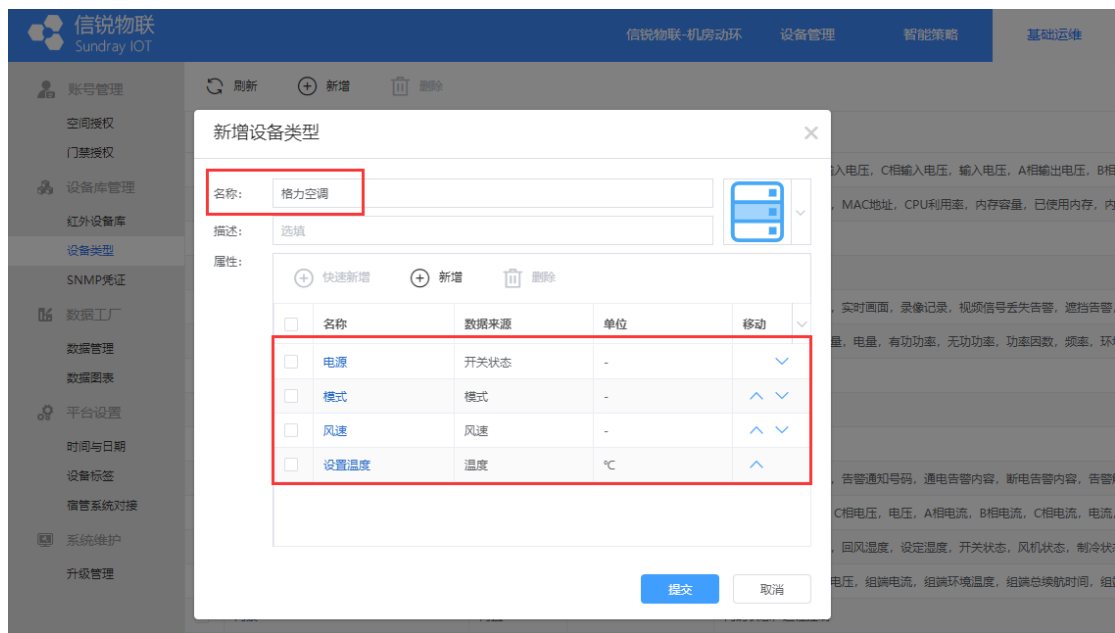 信锐物联
Sundray IOT
信锐物联-机房动环 设备管理 智能策略 基础运维
账号管理
空间授权
门禁授权
设备库管理
红外设备库
设备类型
SNMP凭证
数据工厂
数据管理
数据图表
平台设置
时间与日期
设备标签
宿管系统对接
系统维护
升级管理
刷新 新增 删除
新增设备类型
名称: 格力空调
描述: 选填
属性:
快速新增 新增 删除
名称 数据来源 单位 移动
电源 开关状态 -
模式 模式 -
风速 风速 -
设置温度 温度 ℃
提交 取消
入电压，C相输入电压，输入电压，A相输出电压，B相
，MAC地址，CPU利用率，内存容量，已使用内存，内
，实时画面，录像记录，视频信号丢失告警，遮挡告警
量，电量，有功功率，无功功率，功率因数，频率，环
，告警通知号码，通电告警内容，断电告警内容，告警
C相电压，电压，A相电流，B相电流，C相电流，电流
，回风湿度，设定湿度，开关状态，风机状态，制冷状
电压，组端电流，组端环境温度，组端总续航时间，组